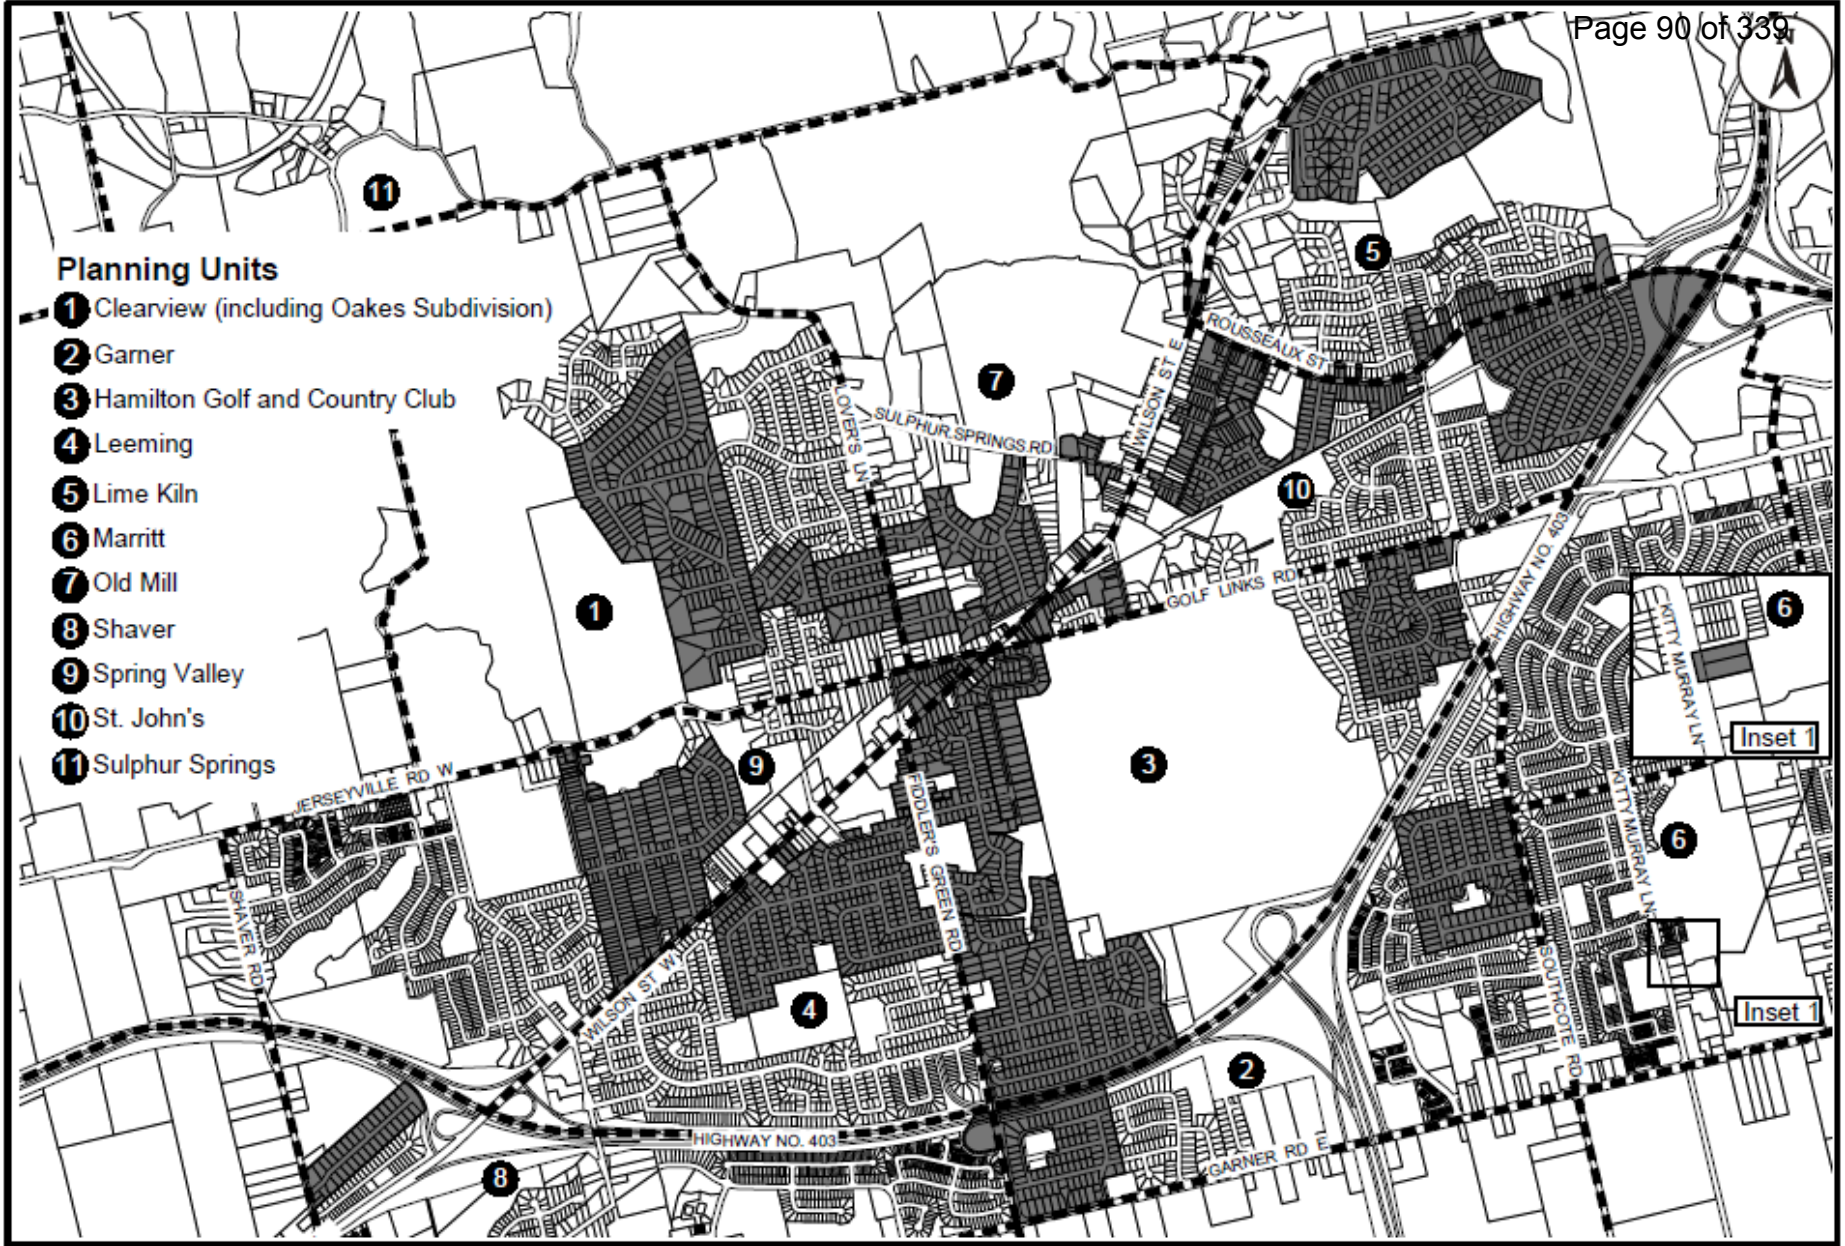 Page 90 of 339
N
11
5
Planning Units
1 Clearview (including Oakes Subdivision)
2 Garner
3 Hamilton Golf and Country Club
4 Leeming
5 Lime Kiln
6 Marritt
7 Old Mill
8 Shaver
9 Spring Valley
10 St. John's
11 Sulphur Springs
ROUSSEAUX ST
WILSON ST E
7
LOVER'S LN
SULPHUR SPRINGS RD
10
HIGHWAY NO. 403
GOLF LINKS RD
1
6
KITTY MURRAY LN
Inset 1
3
9
JERSEYVILLE RD W
FIDDLER'S GREEN RD
KITTY MURRAY LN
6
SHAVER RD
WILSON ST W
4
SOUTHCOTE RD
Inset 1
2
HIGHWAY NO. 403
GARNER RD E
8